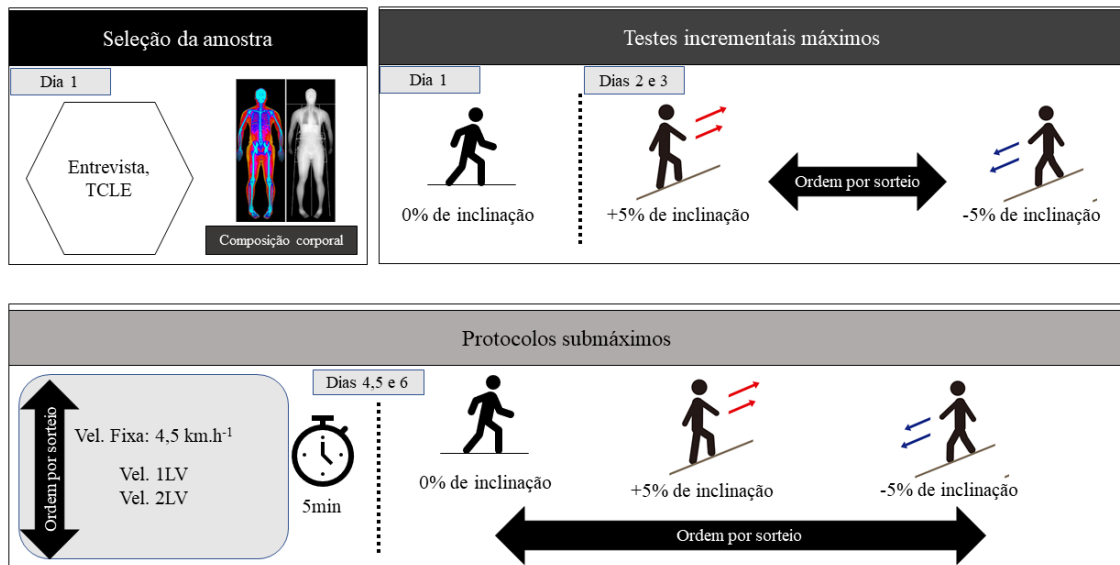 Seleção da amostra
Dia 1
Entrevista,
TCLE
Composição corporal
Testes incrementais máximos
Dia 1
Dias 2 e 3
0% de inclinação
+5% de inclinação
Ordem por sorteio
-5% de inclinação
Protocolos submáximos
Ordem por sorteio
Vel. Fixa: 4,5 km.h-1
Vel. 1LV
Vel. 2LV
5min
Dias 4,5 e 6
0% de inclinação
+5% de inclinação
-5% de inclinação
Ordem por sorteio